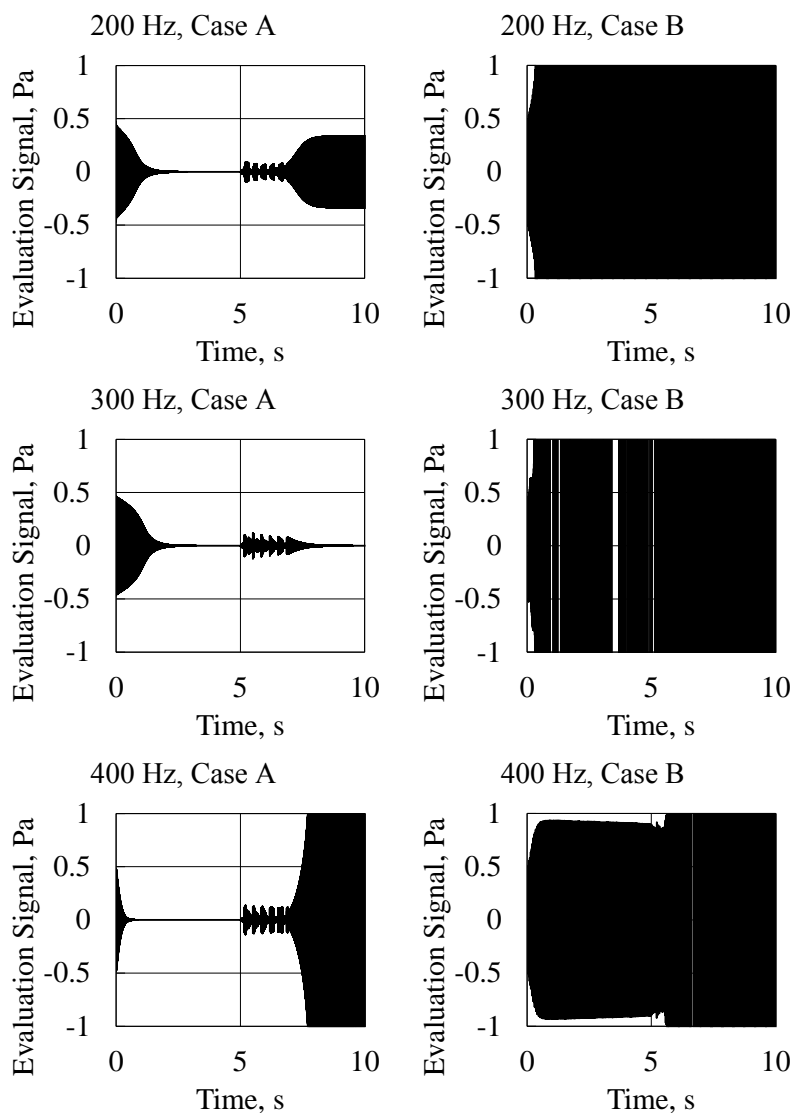 200 Hz, Case A
Evaluation Signal, Pa
1
0.5
0
-0.5
-1
0 5 10
Time, s
200 Hz, Case B
Evaluation Signal, Pa
1
0.5
0
-0.5
-1
0 5 10
Time, s
300 Hz, Case A
Evaluation Signal, Pa
1
0.5
0
-0.5
-1
0 5 10
Time, s
300 Hz, Case B
Evaluation Signal, Pa
1
0.5
0
-0.5
-1
0 5 10
Time, s
400 Hz, Case A
Evaluation Signal, Pa
1
0.5
0
-0.5
-1
0 5 10
Time, s
400 Hz, Case B
Evaluation Signal, Pa
1
0.5
0
-0.5
-1
0 5 10
Time, s